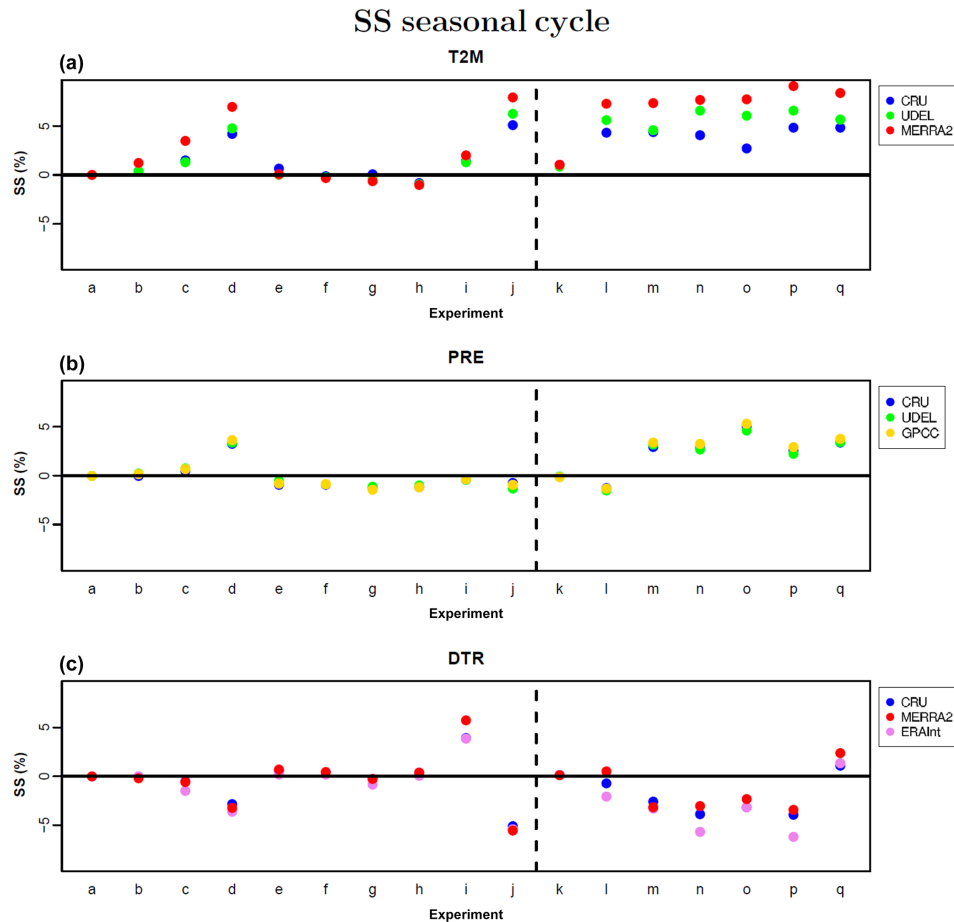 SS seasonal cycle
(a)
T2M
SS (%)
5
0
−5
a b c d e f g h i j k l m n o p q
Experiment
CRU
UDEL
MERRA2
(b)
PRE
SS (%)
5
0
−5
a b c d e f g h i j k l m n o p q
Experiment
CRU
UDEL
GPCC
(c)
DTR
SS (%)
5
0
−5
a b c d e f g h i j k l m n o p q
Experiment
CRU
MERRA2
ERAInt